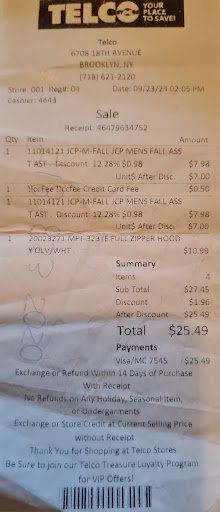 TELCO YOUR PLACE TO SAVE!
Telco
6708 18TH AVENUE
BROOKLYN, NY
(718) 621-2120
Store: 001 Reg#: 04 Date: 09/23/24 02:05 PM
Cashier: 4643
Sale
Receipt: 46479634752
Qty Item Amount
1 11014121 JCP-M-FALL JCP MENS FALL ASS
T AST Discount: 12.28% $0.98 $7.98
Unit$ After Disc. $7.00
1 Credit Card Fee $0.50
1 11014121 JCP-M-FALL JCP MENS FALL ASS
T AST Discount: 12.28% $0.98 $7.98
Unit$ After Disc. $7.00
1 20023271 MFT-323TE FULL ZIPPER HOOD
Y OLV/WHT $10.99
Summary
Items 4
Sub Total $27.45
Discount $1.96
After Discount $25.49
Total $25.49
Payments
Visa/MC 7545 $25.49
Exchange or Refund Within 14 Days of Purchase
With Receipt
No Refunds on Any Holiday, Seasonal Item,
or Undergarments
Exchange or Store Credit at Current Selling Price
without Receipt.
Thank You for Shopping at Telco Stores
Be Sure to join our Telco Treasure Loyalty Program
for VIP Offers!